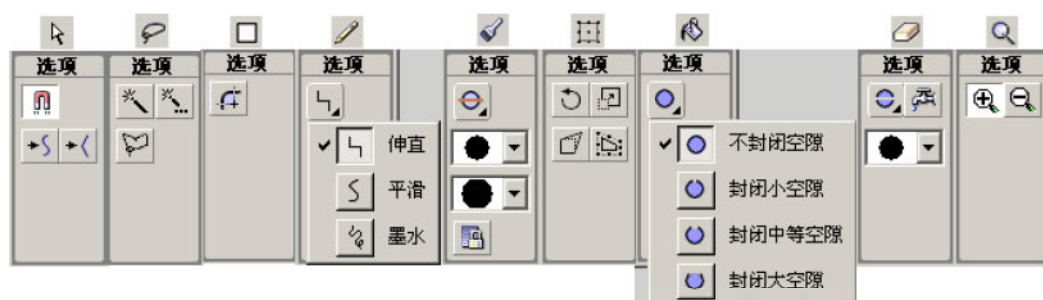 选项 选项 选项 选项 选项 选项 选项 选项 选项
伸直
平滑
墨水
不封闭空隙
封闭小空隙
封闭中等空隙
封闭大空隙